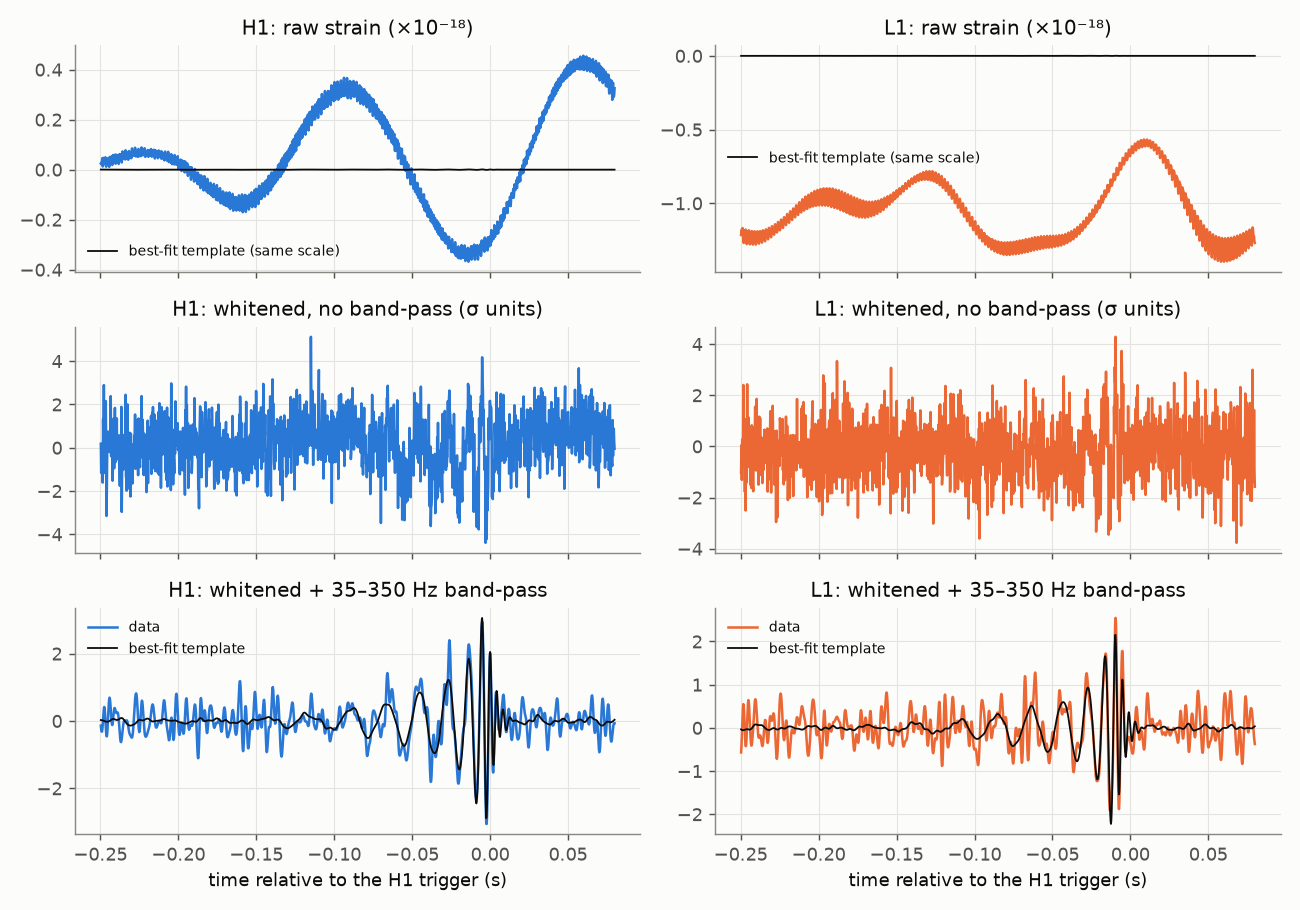 H1: raw strain (×10⁻¹⁸)
0.4
0.2
0.0
−0.2
−0.4
best-fit template (same scale)
L1: raw strain (×10⁻¹⁸)
0.0
−0.5
−1.0
best-fit template (same scale)
H1: whitened, no band-pass (σ units)
4
2
0
−2
−4
L1: whitened, no band-pass (σ units)
4
2
0
−2
−4
H1: whitened + 35–350 Hz band-pass
data
best-fit template
2
0
−2
−0.25 −0.20 −0.15 −0.10 −0.05 0.00 0.05
time relative to the H1 trigger (s)
L1: whitened + 35–350 Hz band-pass
data
best-fit template
2
1
0
−1
−2
−0.25 −0.20 −0.15 −0.10 −0.05 0.00 0.05
time relative to the H1 trigger (s)